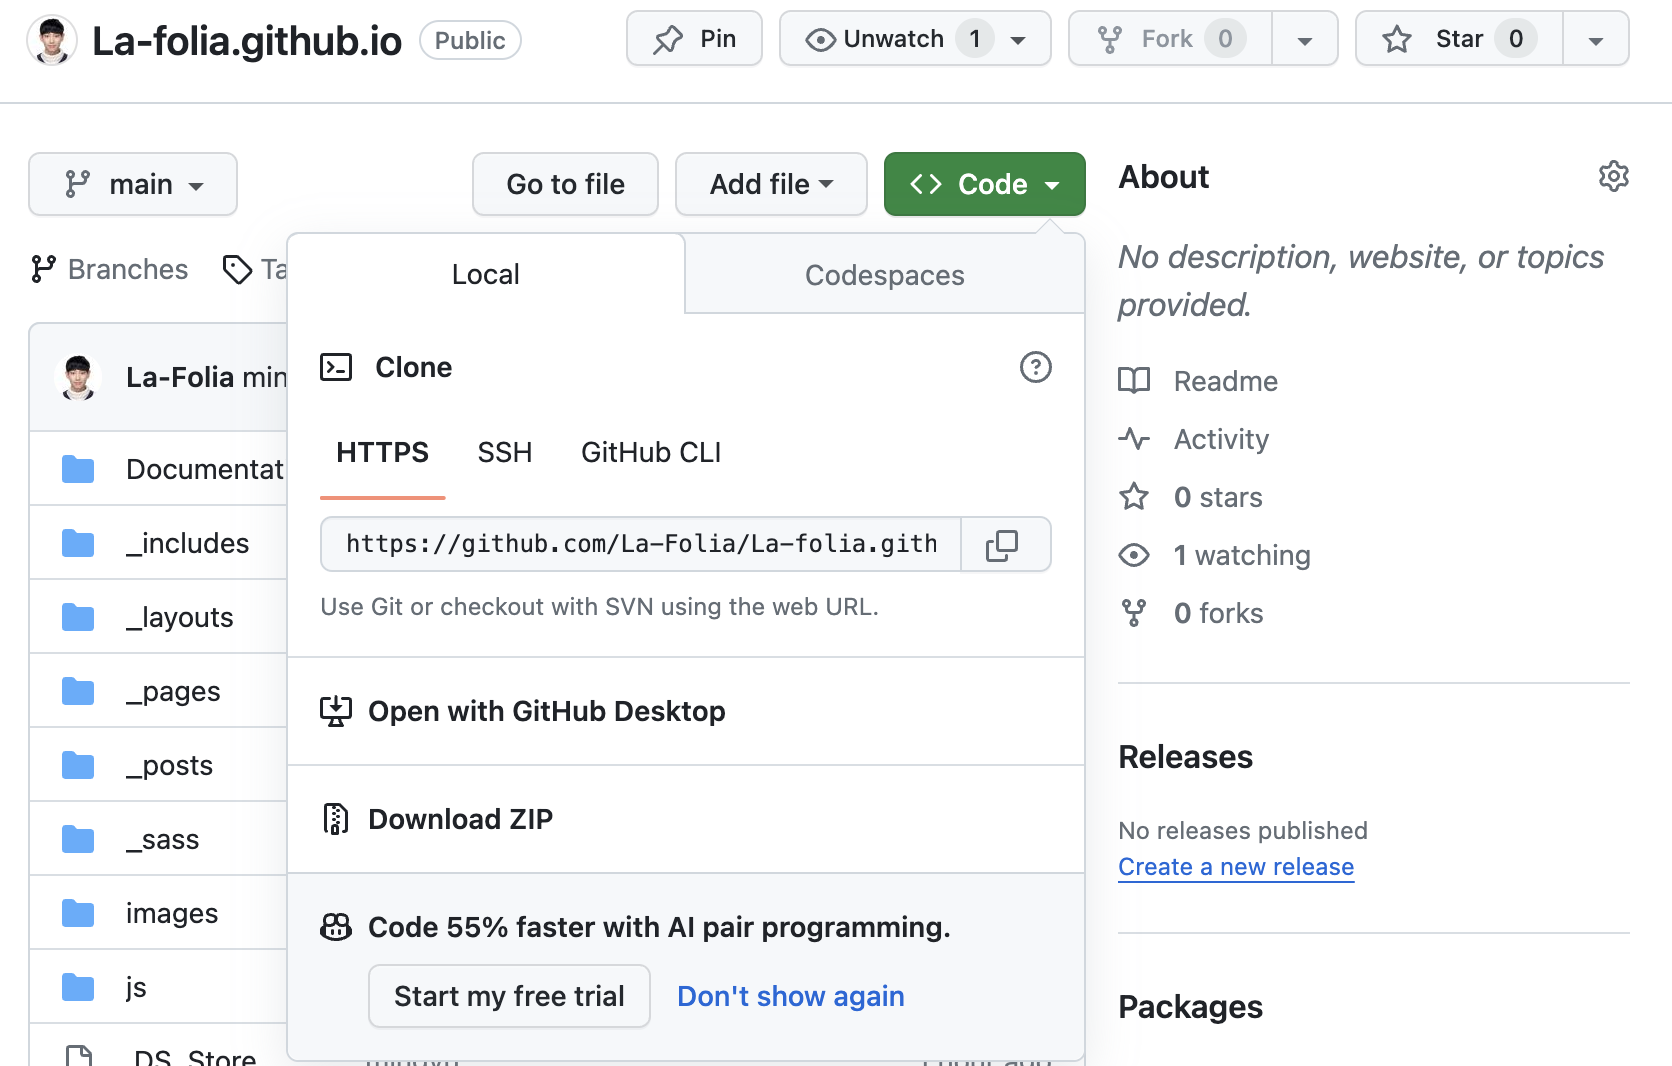 La-folia.github.io Public Pin Unwatch 1 Fork 0 Star 0
main Go to file Add file Code
Branches Ta
Local Codespaces
Clone
HTTPS SSH GitHub CLI
https://github.com/La-Folia/La-folia.gith
Use Git or checkout with SVN using the web URL.
Open with GitHub Desktop
Download ZIP
Code 55% faster with AI pair programming.
Start my free trial Don't show again
La-Folia min
Documentat
_includes
_layouts
_pages
_posts
_sass
images
js
.DS_Store
1 hour ago
About
No description, website, or topics
provided.
Readme
Activity
0 stars
1 watching
0 forks
Releases
No releases published
Create a new release
Packages